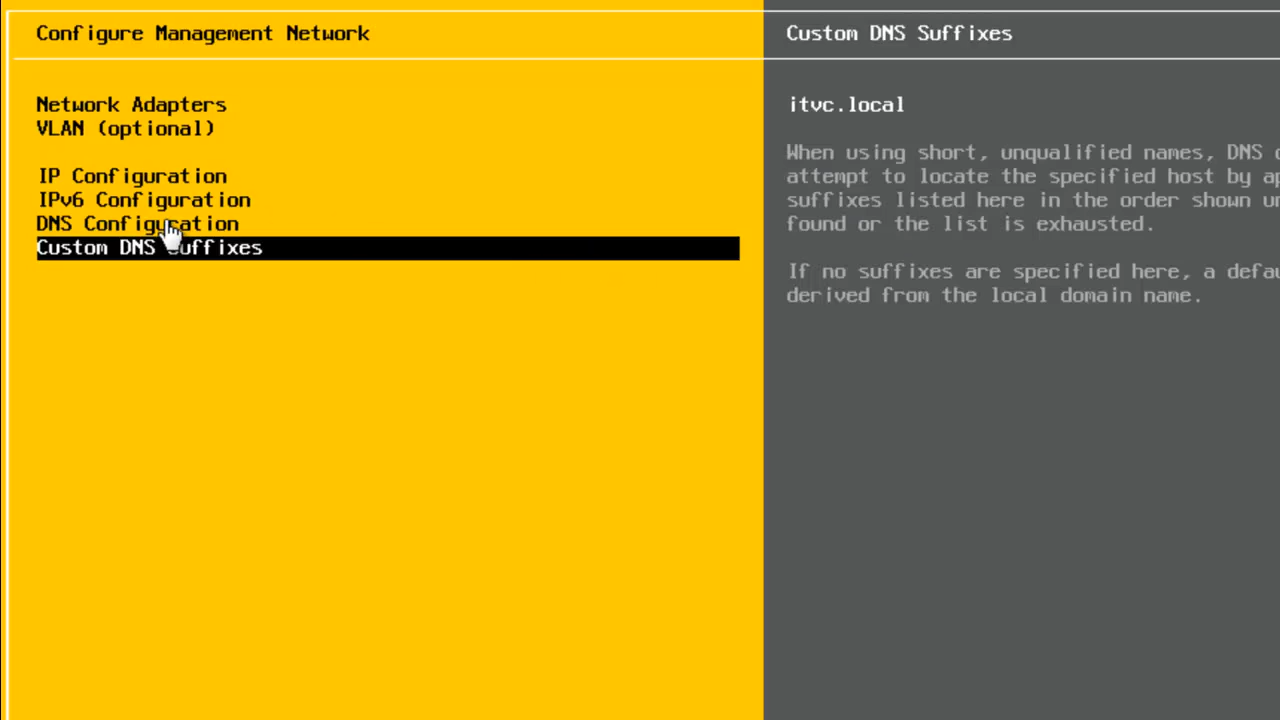 Configure Management Network
Network Adapters
VLAN (optional)
IP Configuration
IPv6 Configuration
DNS Configuration
Custom DNS Suffixes
Custom DNS Suffixes
itvc.local
When using short, unqualified names, DNS
attempt to locate the specified host by
suffixes listed here in the order shown
found or the list is exhausted.
If no suffixes are specified here, a
derived from the local domain name.